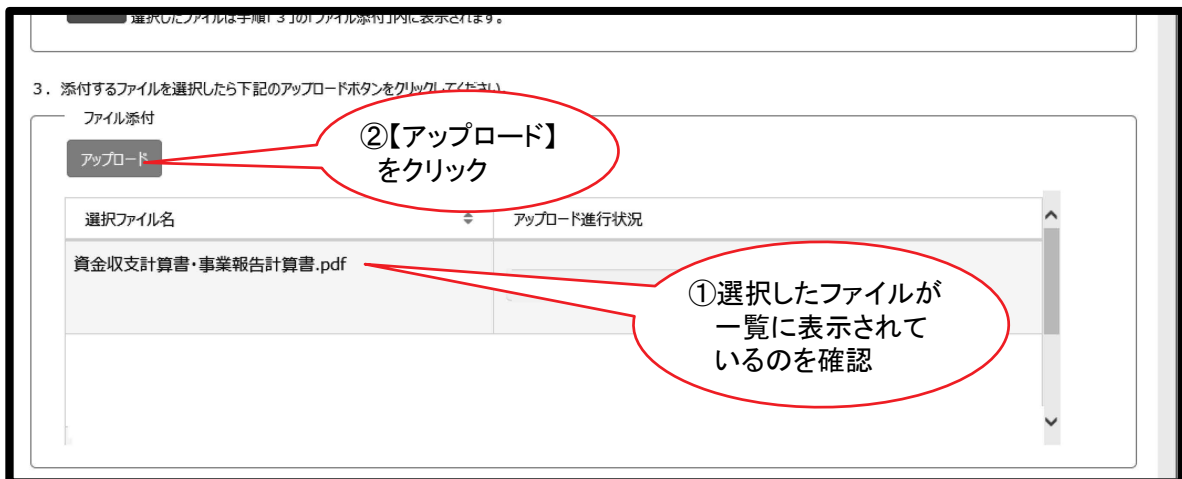 選択したファイルは手順「3」の「ファイル添付」内に表示されます。
3. 添付するファイルを選択したら下記のアップロードボタンをクリックしてください。
ファイル添付
②【アップロード】
をクリック
アップロード
選択ファイル名
アップロード進行状況
資金収支計算書・事業報告計算書.pdf
①選択したファイルが
一覧に表示されて
いるのを確認